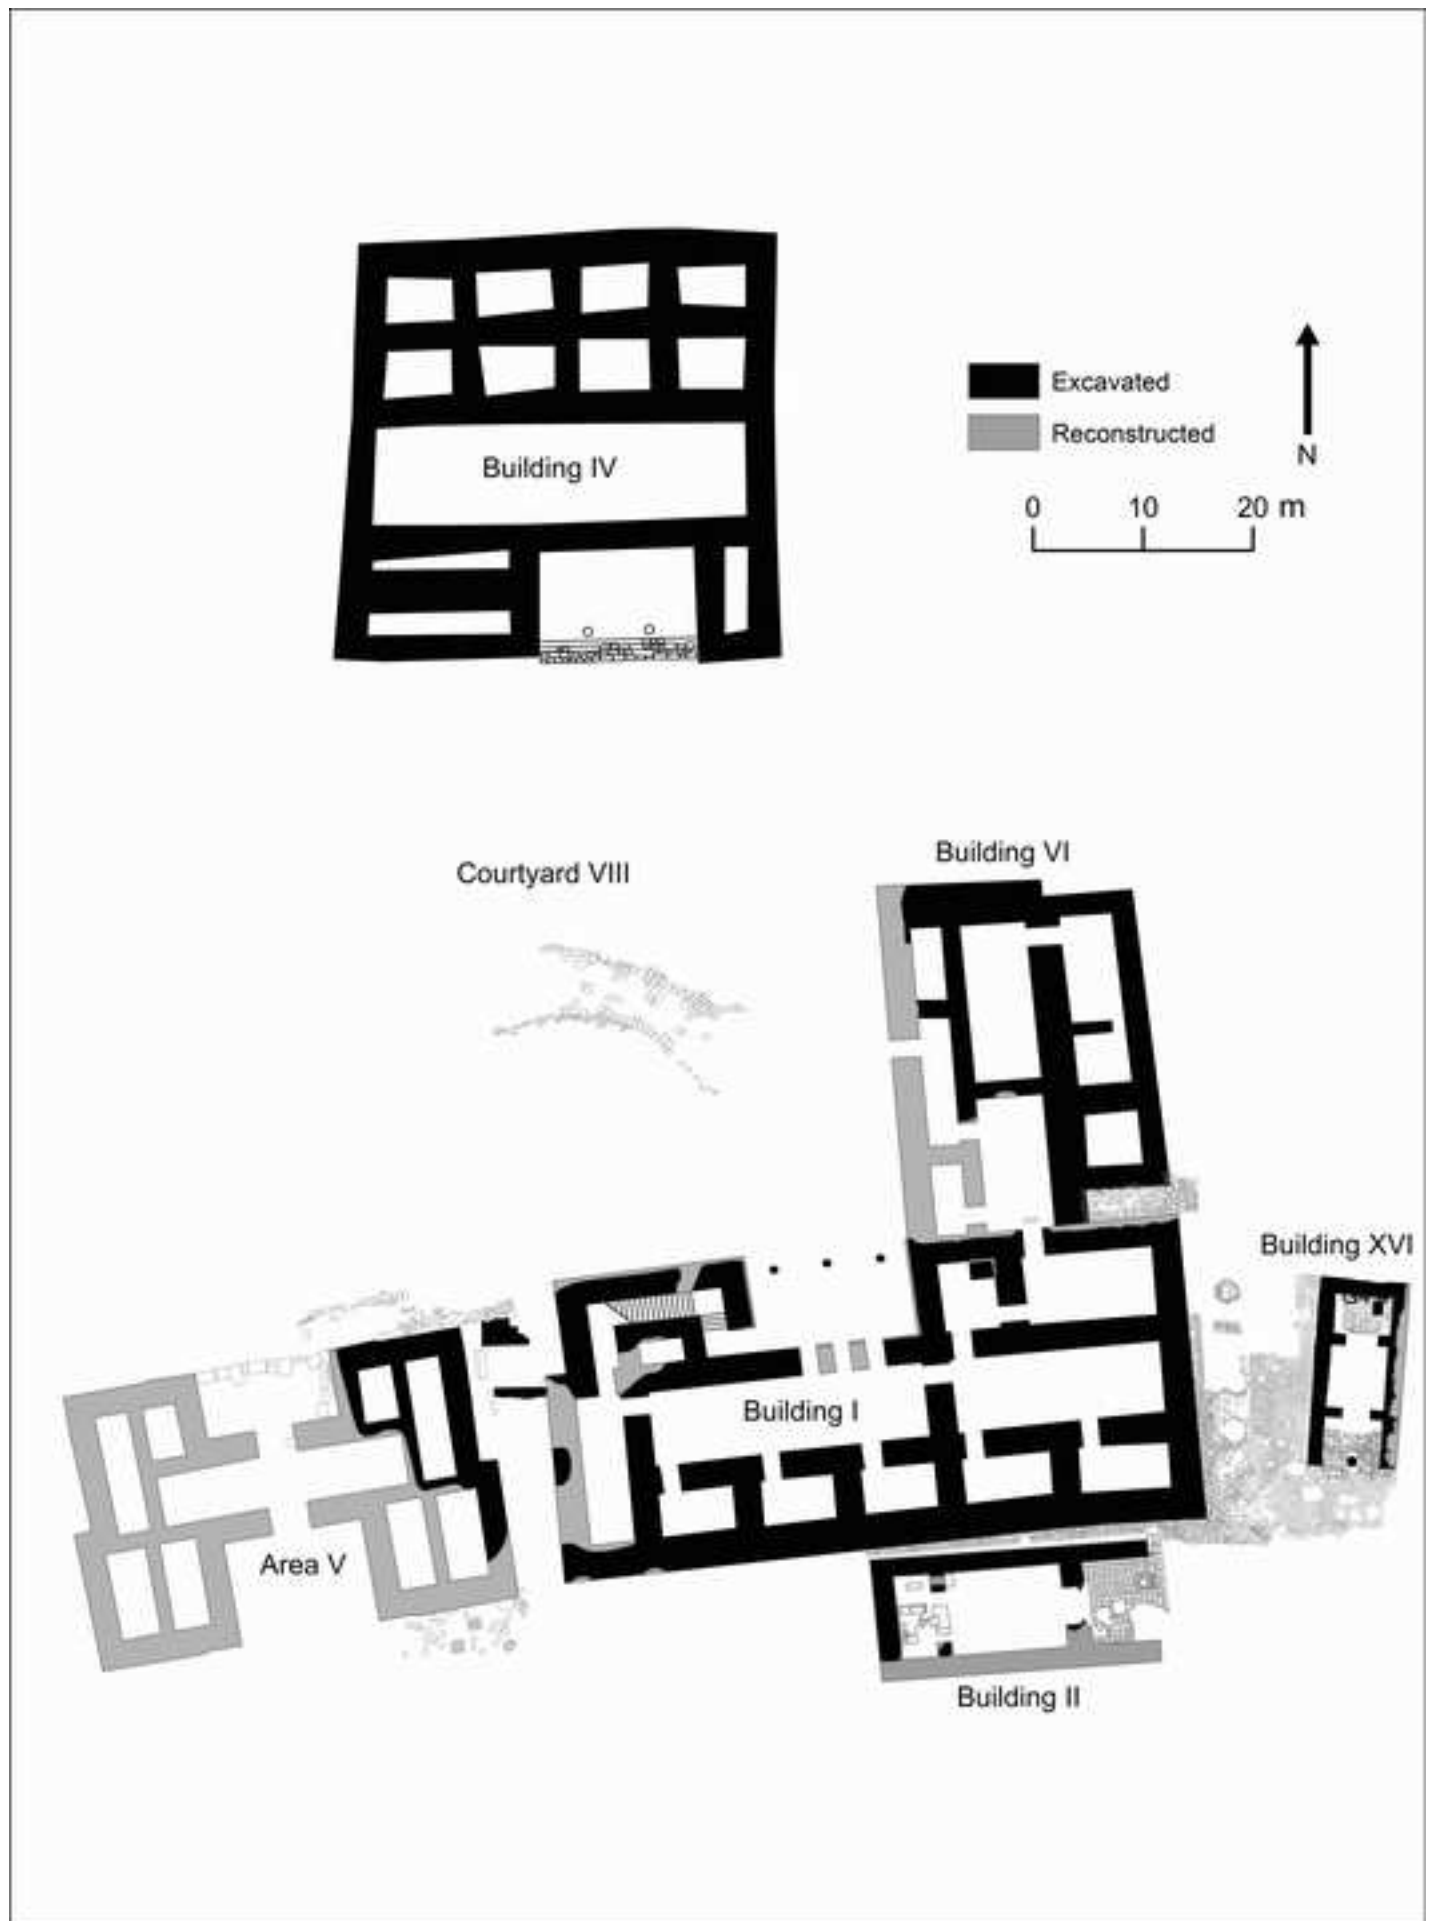 Building IV
Excavated
Reconstructed
N
0 10 20 m
Building VI
Courtyard VIII
Building XVI
Building I
Area V
Building II